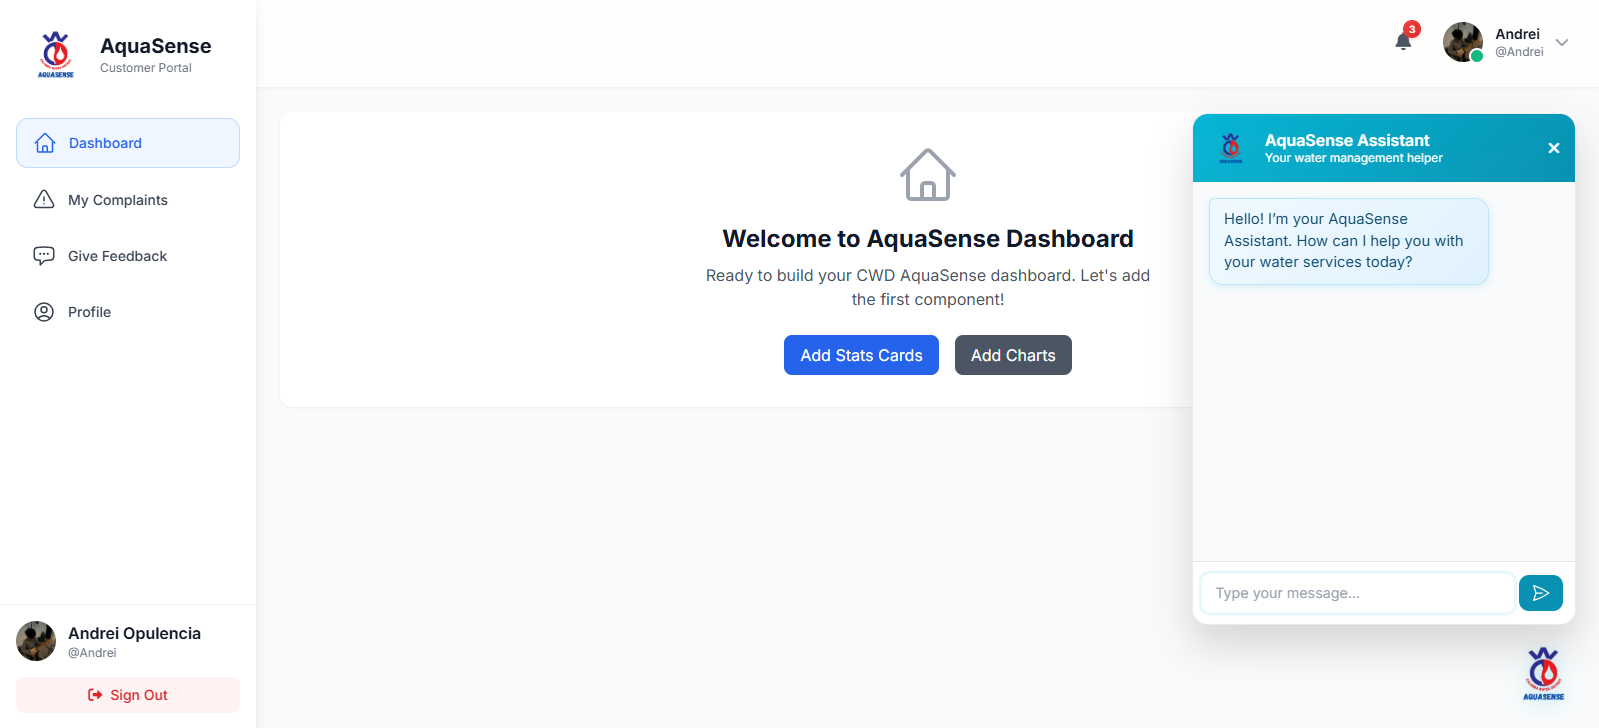 AQUASENSE
AquaSense
Customer Portal
Dashboard
My Complaints
Give Feedback
Profile
Andrei Opulencia
@Andrei
Sign Out
3
Andrei
@Andrei
Welcome to AquaSense Dashboard
Ready to build your CWD AquaSense dashboard. Let's add
the first component!
Add Stats Cards
Add Charts
AquaSense Assistant
Your water management helper
Hello! I’m your AquaSense
Assistant. How can I help you with
your water services today?
Type your message...
AQUASENSE